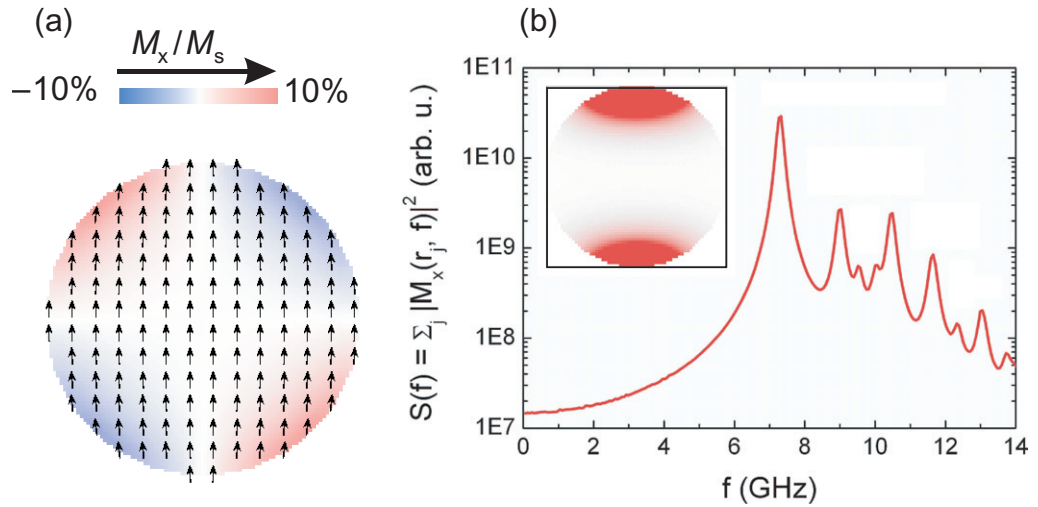 (a)
Mx/Ms
−10% 10%
(b)
S(f) = Σj |Mx(rj, f)|² (arb. u.)
1E11
1E10
1E9
1E8
1E7
0 2 4 6 8 10 12 14
f (GHz)